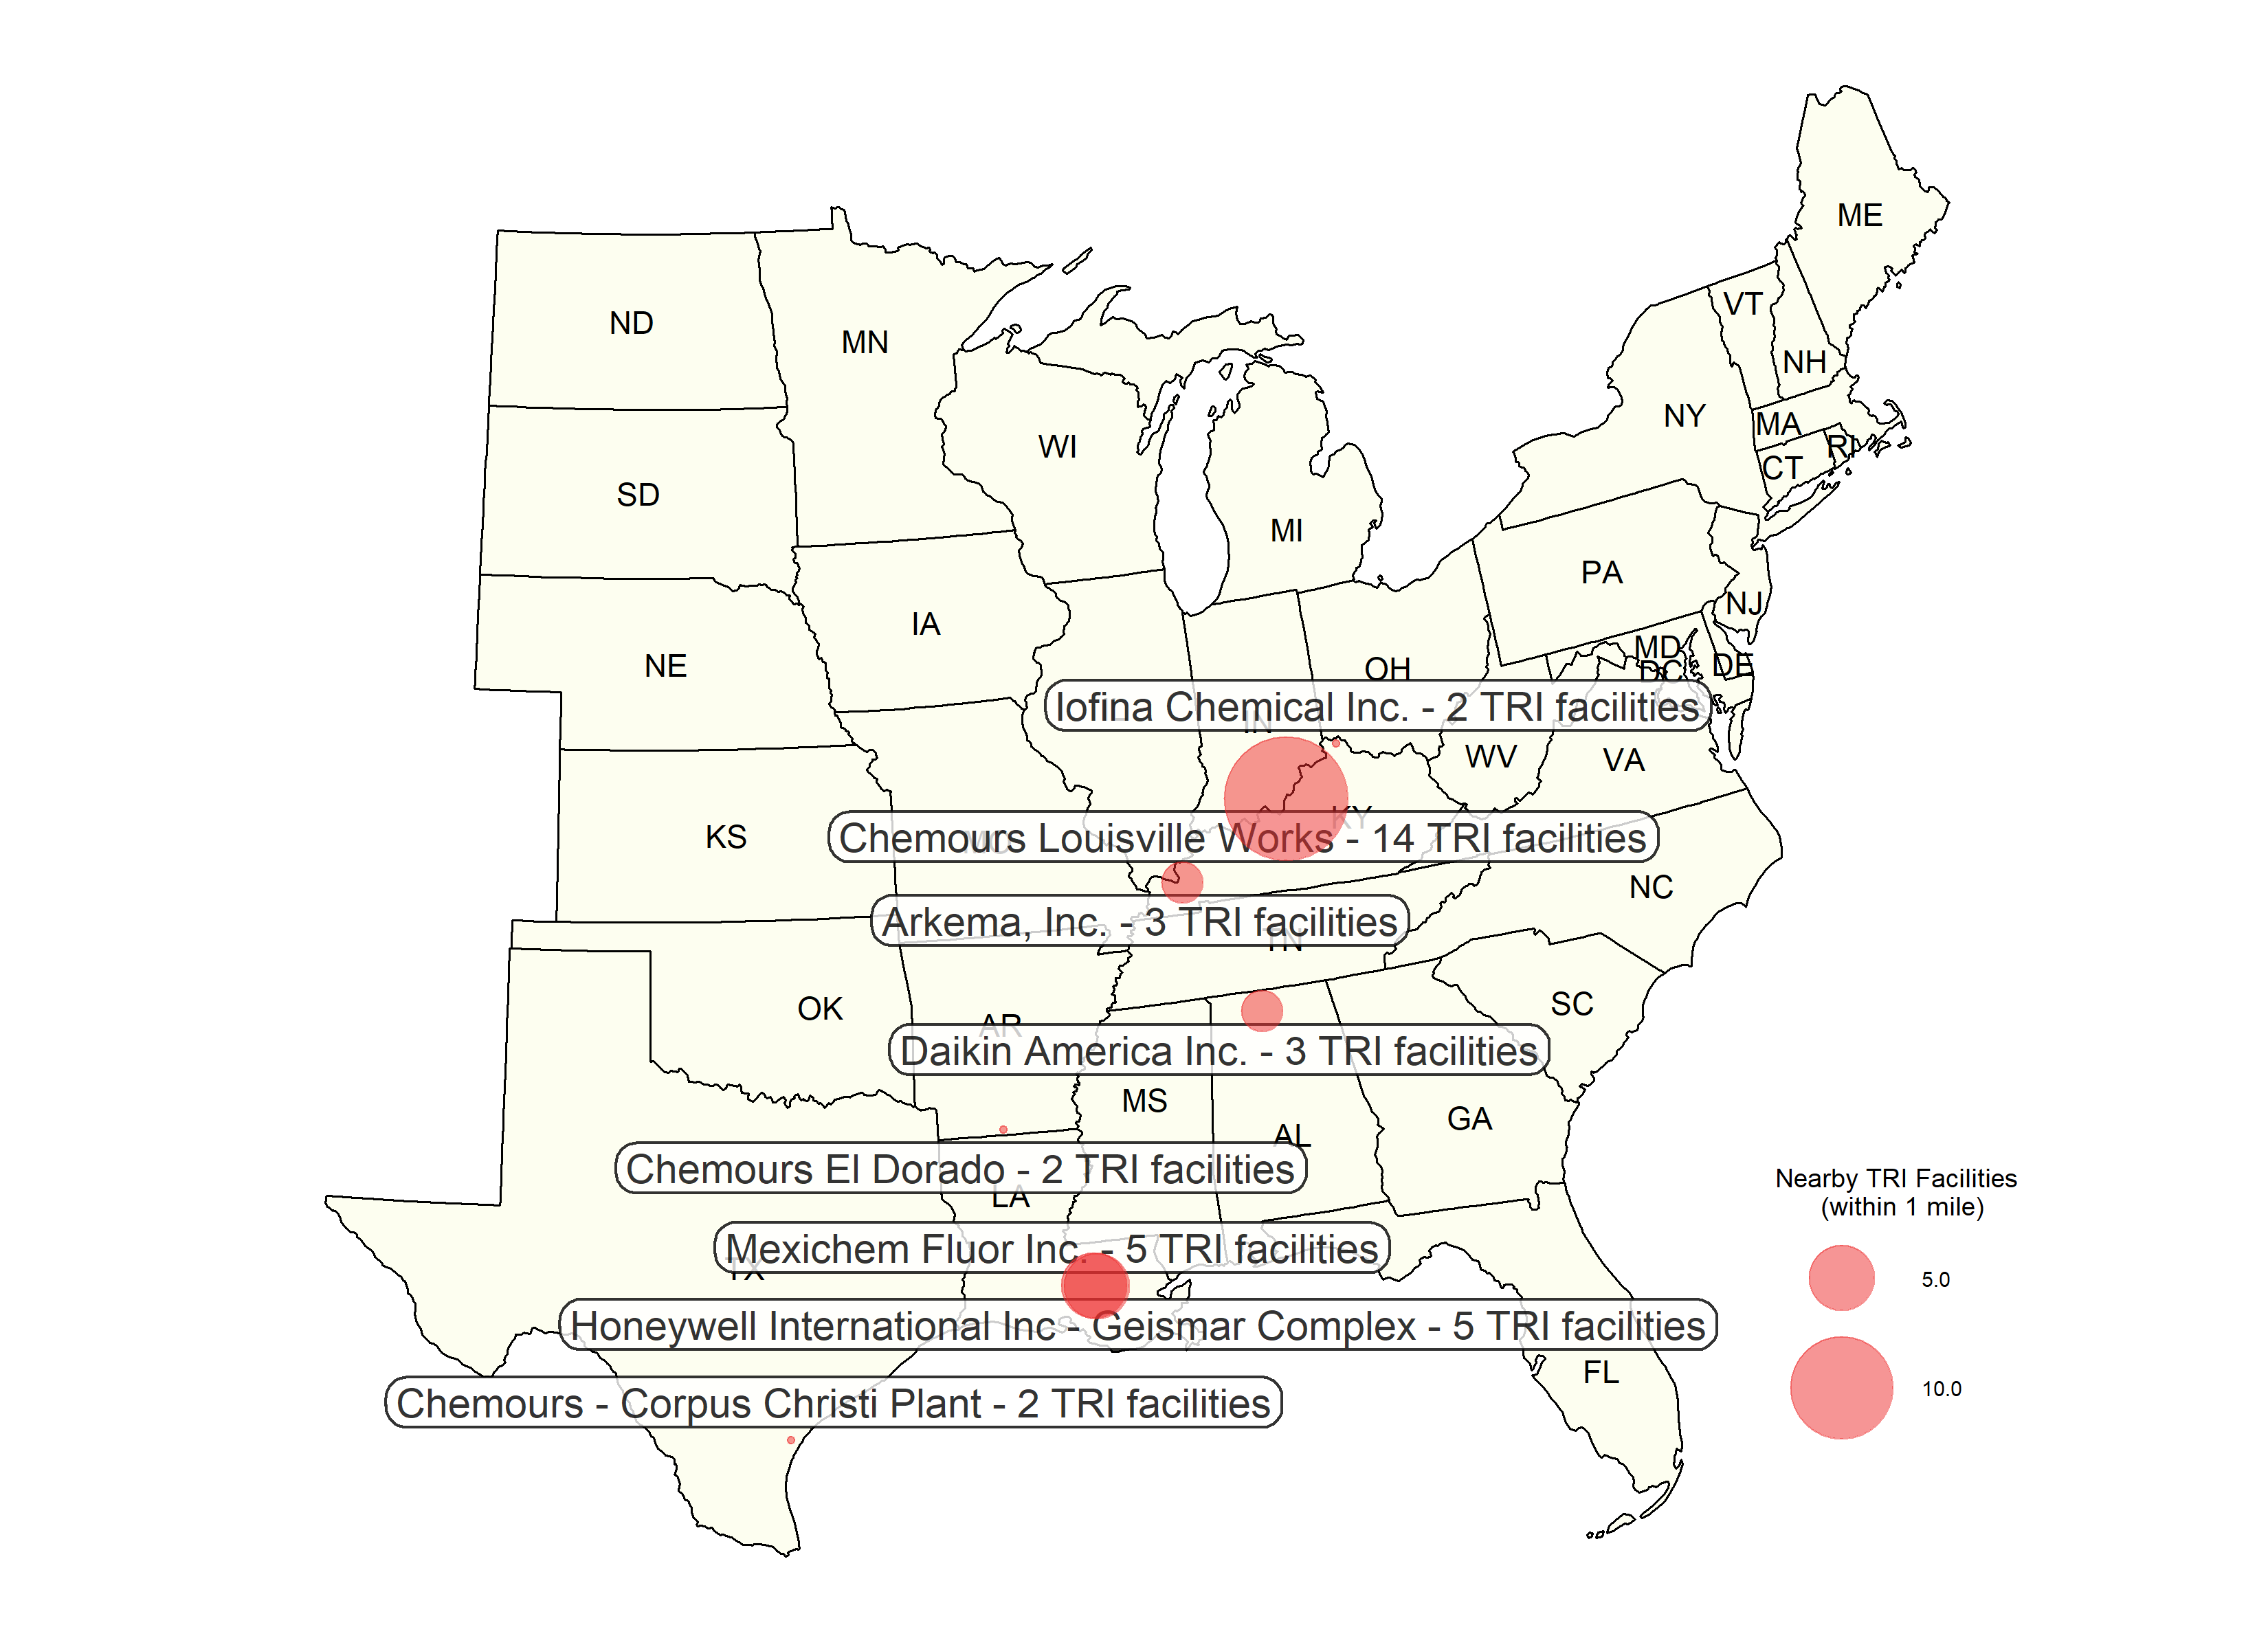 ME
ND
MN
VT
NH
NY
MA
WI
RI
CT
SD
MI
PA
NJ
IA
MD
NE
OH
DC
DE
Iofina Chemical Inc. - 2 TRI facilities
IN
WV
VA
KY
KS
MO
Chemours Louisville Works - 14 TRI facilities
NC
Arkema, Inc. - 3 TRI facilities
TN
SC
OK
AR
Daikin America Inc. - 3 TRI facilities
MS
GA
AL
Chemours El Dorado - 2 TRI facilities
LA
Nearby TRI Facilities
(within 1 mile)
Mexichem Fluor Inc. - 5 TRI facilities
TX
5.0
Honeywell International Inc - Geismar Complex - 5 TRI facilities
FL
10.0
Chemours - Corpus Christi Plant - 2 TRI facilities